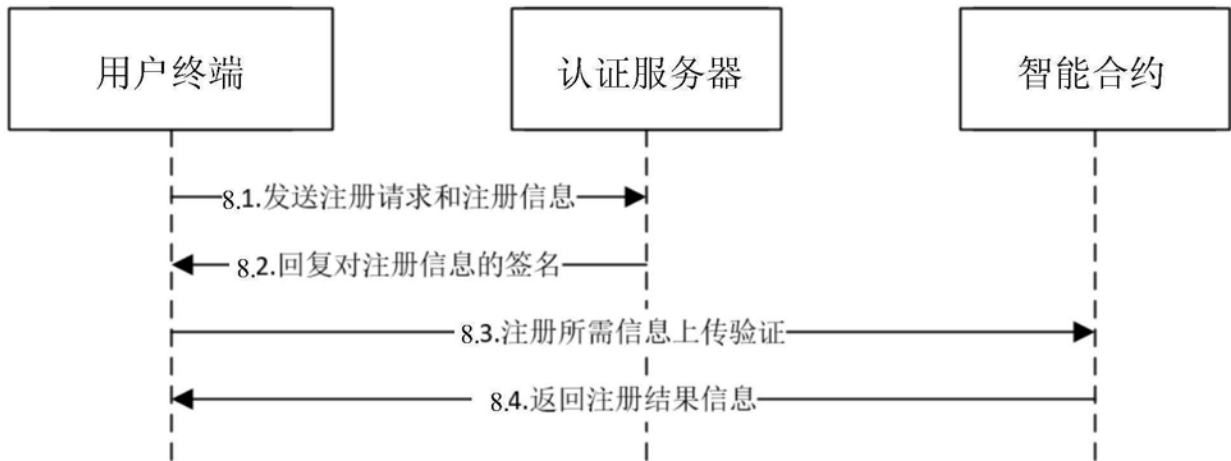 用户终端
认证服务器
智能合约
8.1.发送注册请求和注册信息
8.2.回复对注册信息的签名
8.3.注册所需信息上传验证
8.4.返回注册结果信息